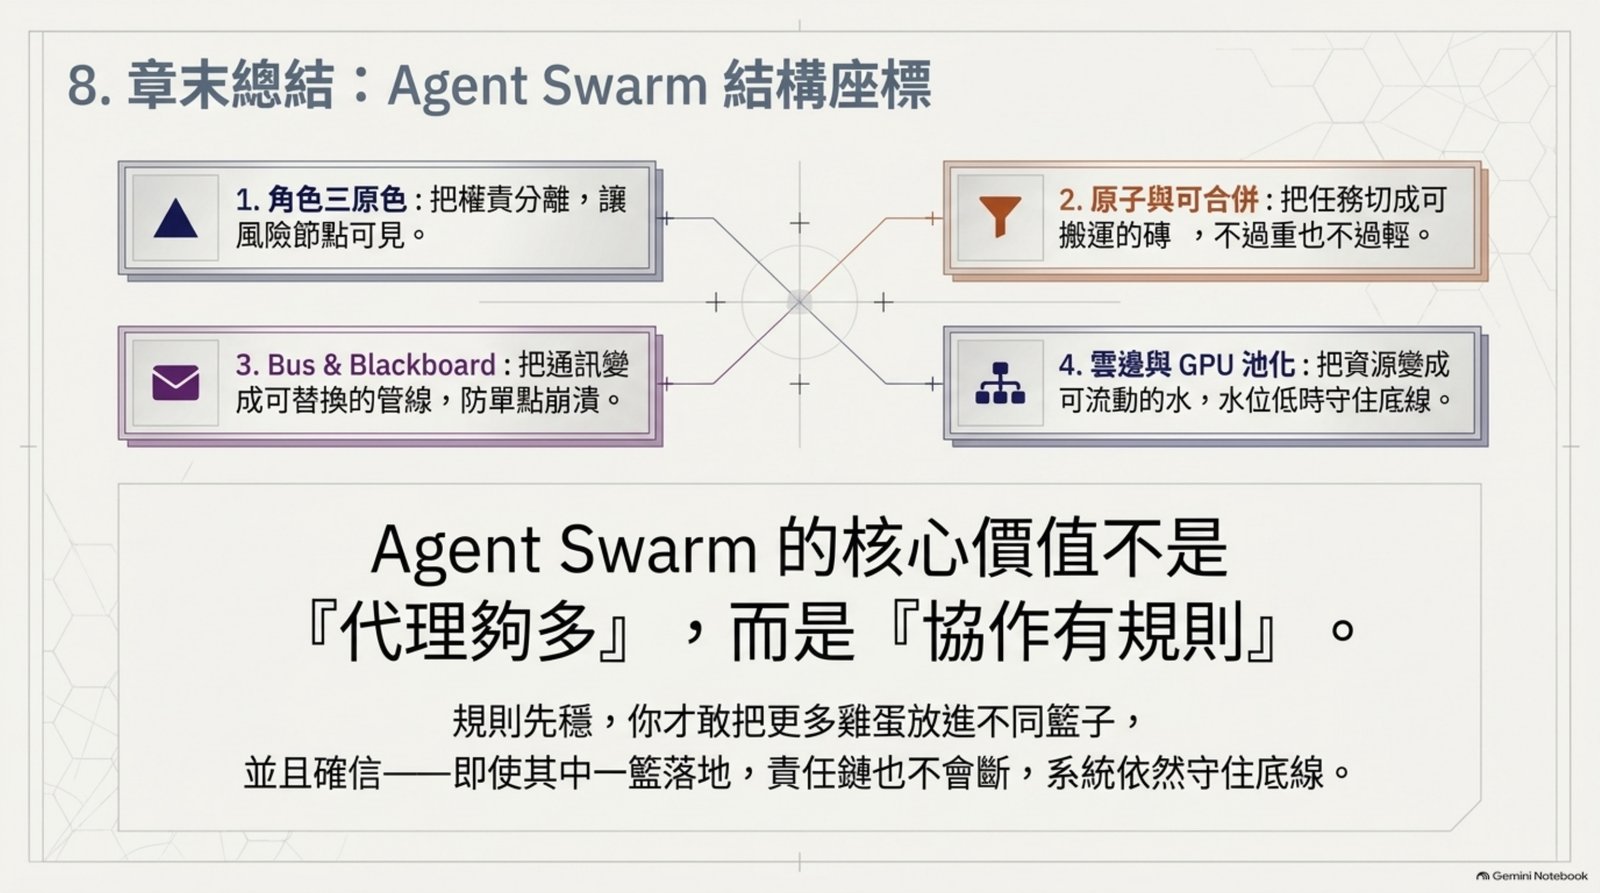 8. 章末總結：Agent Swarm 結構座標
1. 角色三原色 : 把權責分離，讓
風險節點可見。
2. 原子與可合併 : 把任務切成可
搬運的磚 ，不過重也不過輕。
3. Bus & Blackboard : 把通訊變
成可替換的管線，防單點崩潰。
4. 雲邊與 GPU 池化 : 把資源變成
可流動的水，水位低時守住底線。
Agent Swarm 的核心價值不是
『代理夠多』，而是『協作有規則』。
規則先穩，你才敢把更多雞蛋放進不同籃子，
並且確信——即使其中一籃落地，責任鏈也不會斷，系統依然守住底線。
Gemini Notebook